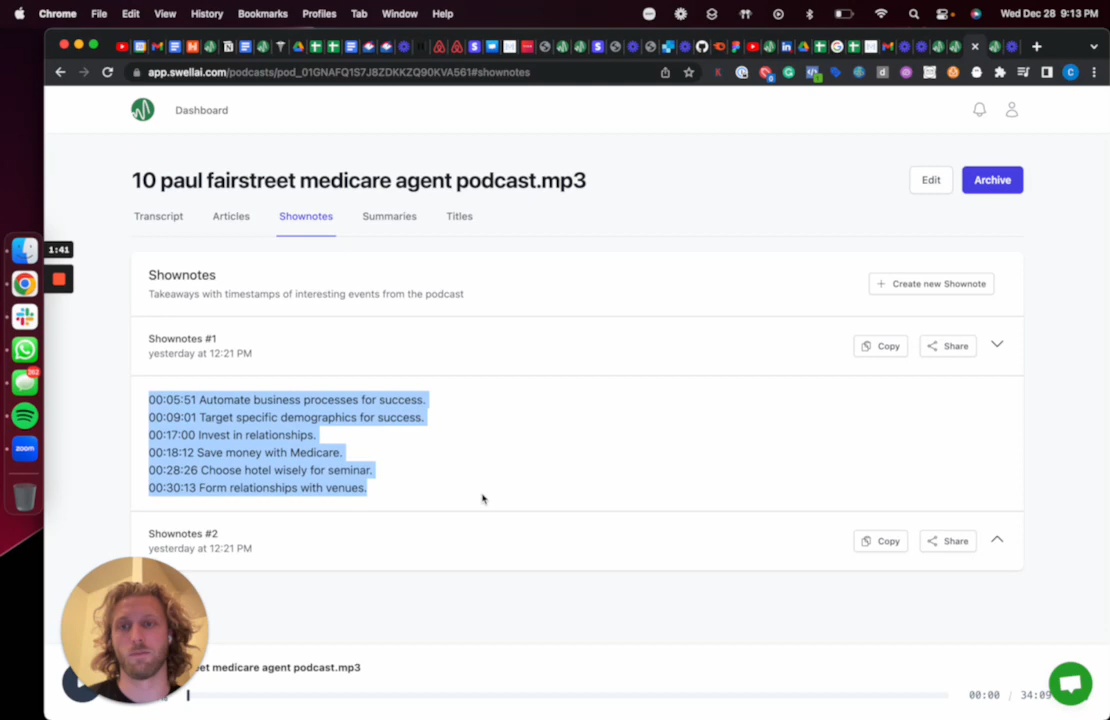 Chrome File Edit View History Bookmarks Profiles Tab Window Help
Wed Dec 28 9:13 PM
app.swellai.com/podcasts/pod_01GNAFQ1S7J8ZDKKZQ90KVA561#shownotes
Dashboard
10 paul fairstreet medicare agent podcast.mp3
Edit
Archive
Transcript Articles Shownotes Summaries Titles
1:41
Shownotes
Takeaways with timestamps of interesting events from the podcast
+ Create new Shownote
Shownotes #1
yesterday at 12:21 PM
Copy
Share
00:05:51 Automate business processes for success.
00:09:01 Target specific demographics for success.
00:17:00 Invest in relationships.
00:18:12 Save money with Medicare.
00:28:26 Choose hotel wisely for seminar.
00:30:13 Form relationships with venues.
zoom
Shownotes #2
yesterday at 12:21 PM
Copy
Share
eet medicare agent podcast.mp3
00:00 / 34:09